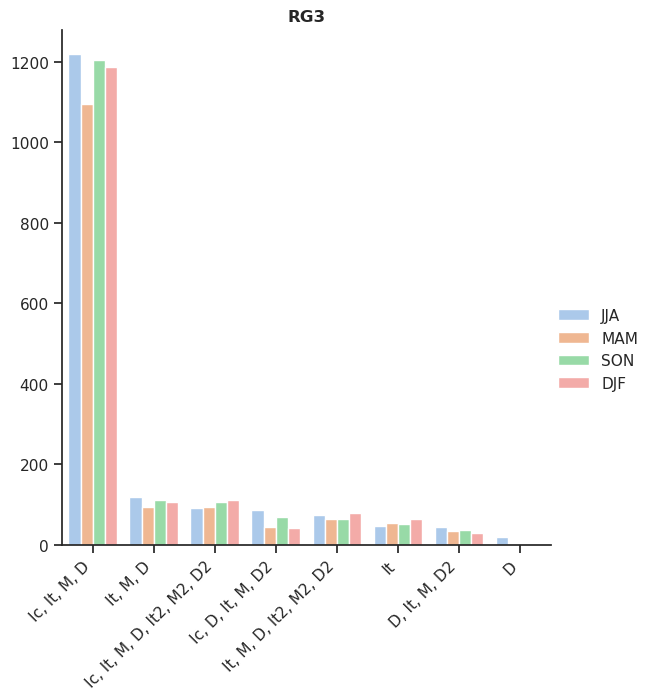 RG3
1200
1000
800
600
400
200
0
JJA
MAM
SON
DJF
Ic, It, M, D
It, M, D
Ic, It, M, D, It2, M2, D2
Ic, D, It, M, D2
It, M, D, It2, M2, D2
It
D, It, M, D2
D